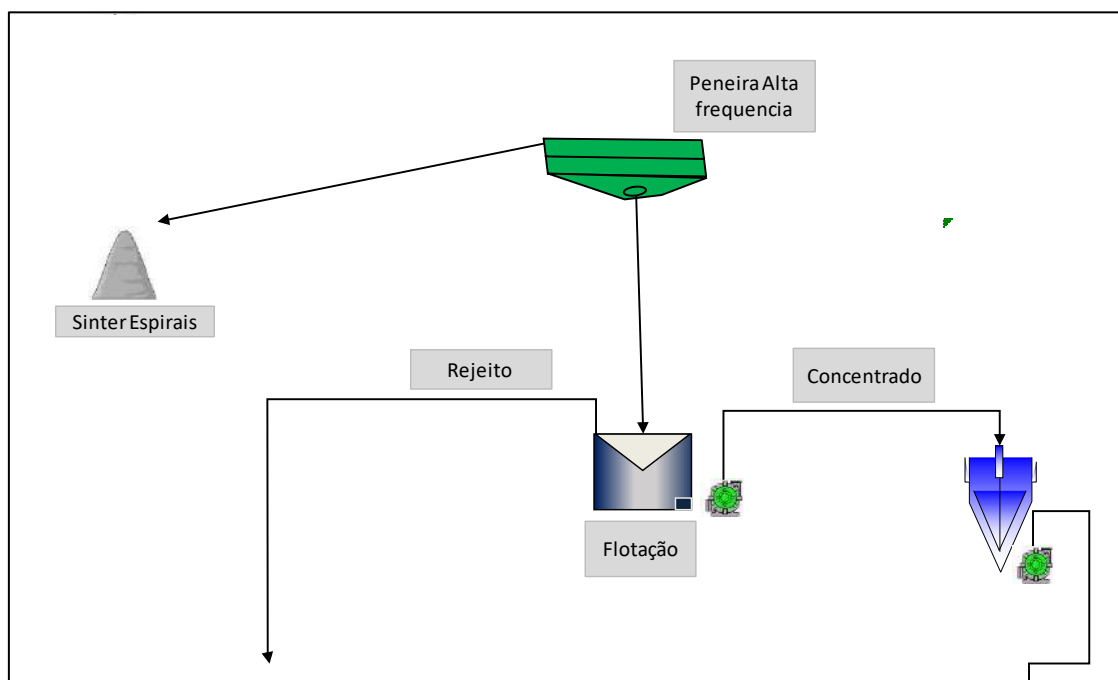 Peneira Alta
frequencia
Sinter Espirais
Rejeito
Concentrado
Flotação